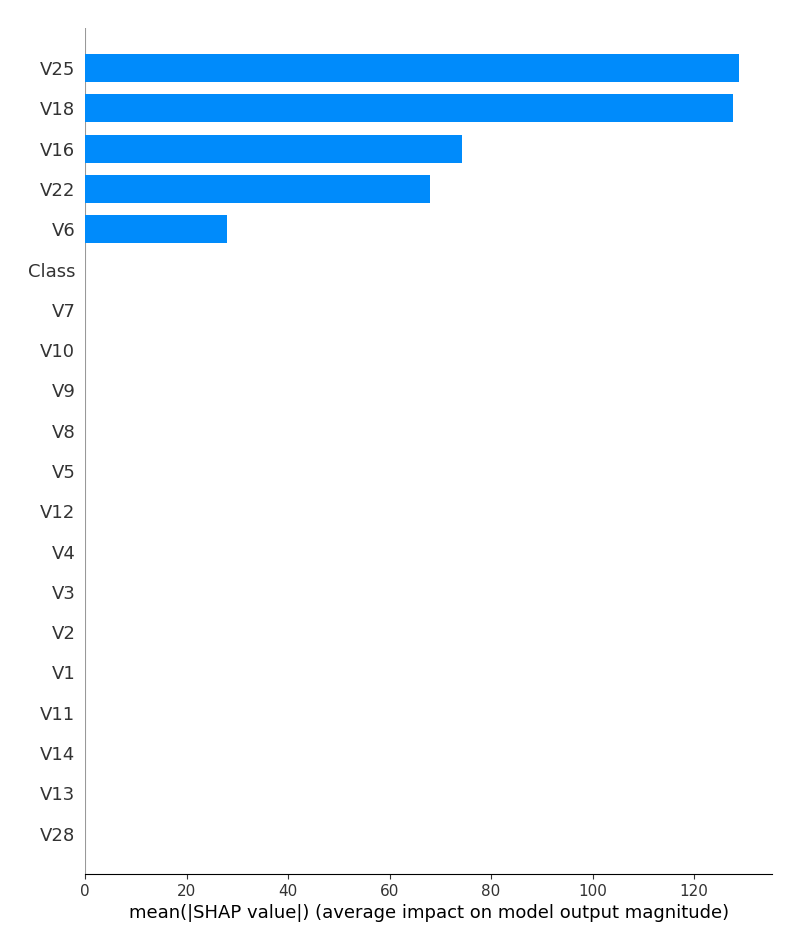 V25
V18
V16
V22
V6
Class
V7
V10
V9
V8
V5
V12
V4
V3
V2
V1
V11
V14
V13
V28
0 20 40 60 80 100 120
mean(|SHAP value|) (average impact on model output magnitude)